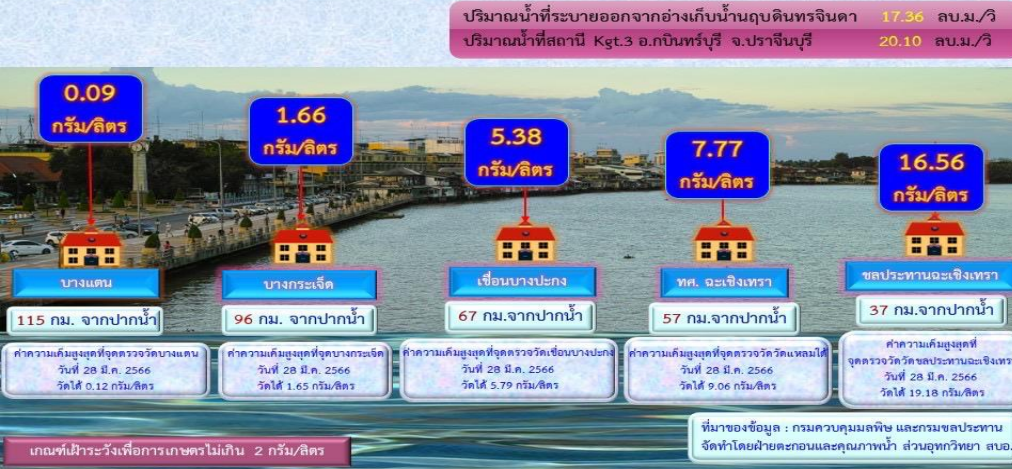 ปริมาณน้ำที่ระบายออกจากอ่างเก็บน้ำนฤบดินทรจินดา 17.36 ลบ.ม./วิ
ปริมาณน้ำที่สถานี Kgt.3 อ.กบินทร์บุรี จ.ปราจีนบุรี 20.10 ลบ.ม./วิ
0.09
กรัม/ลิตร
1.66
กรัม/ลิตร
5.38
กรัม/ลิตร
7.77
กรัม/ลิตร
16.56
กรัม/ลิตร
บางแตน
บางกระเจ็ด
เขื่อนบางปะกง
ทศ. ฉะเชิงเทรา
ชลประทานฉะเชิงเทรา
115 กม. จากปากน้ำ
96 กม. จากปากน้ำ
67 กม.จากปากน้ำ
57 กม.จากปากน้ำ
37 กม.จากปากน้ำ
ค่าความเค็มสูงสุดที่จุดตรวจวัดบางแตน
วันที่ 28 มี.ค. 2566
วัดได้ 0.12 กรัม/ลิตร
ค่าความเค็มสูงสุดที่จุดบางกระเจ็ด
วันที่ 28 มี.ค. 2566
วัดได้ 1.65 กรัม/ลิตร
ค่าความเค็มสูงสุดที่จุดตรวจวัดเขื่อนบางปะกง
วันที่ 28 มี.ค. 2566
วัดได้ 5.79 กรัม/ลิตร
ค่าความเค็มสูงสุดที่จุดตรวจวัดวัดแหลมใต้
วันที่ 28 มี.ค. 2566
วัดได้ 9.06 กรัม/ลิตร
ค่าความเค็มสูงสุดที่
จุดตรวจวัดวัดชลประทานฉะเชิงเทรา
วันที่ 28 มี.ค. 2566
วัดได้ 19.18 กรัม/ลิตร
เกณฑ์เฝ้าระวังเพื่อการเกษตรไม่เกิน 2 กรัม/ลิตร
ที่มาของข้อมูล : กรมควบคุมมลพิษ และกรมชลประทาน
จัดทำโดยฝ่ายตะกอนและคุณภาพน้ำ ส่วนอุทกวิทยา สบอ.